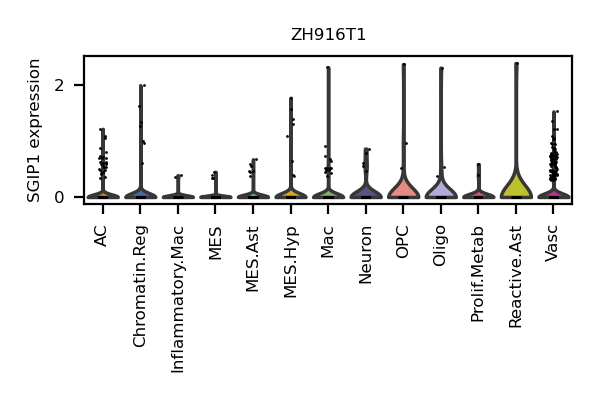 ZH916T1
SGIP1 expression
2
0
AC
Chromatin.Reg
Inflammatory.Mac
MES
MES.Ast
MES.Hyp
Mac
Neuron
OPC
Oligo
Prolif.Metab
Reactive.Ast
Vasc